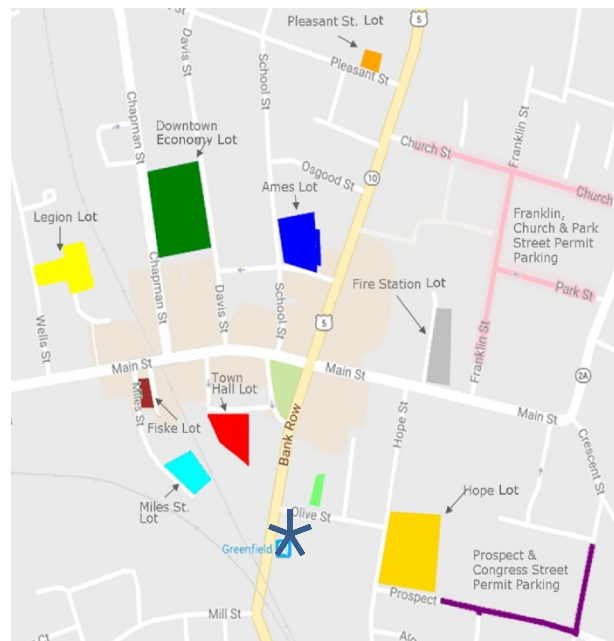 Pleasant St. Lot
5
Pleasant St
Chapman St
Davis St
School St
Downtown
Economy Lot
Church St
Franklin St
Church
Osgood St
10
Ames Lot
Legion Lot
Franklin,
Church & Park
Street Permit
Parking
Chapman St
Davis St
School St
Fire Station Lot
Park St
Wells St
5
Franklin St
Main St
Main St
2A
Town
Hall Lot
Miles St
Main St
Fiske Lot
Bank Row
Hope St
Crescent St
Hope Lot
Miles St.
Lot
Olive St
Greenfield
Prospect &
Congress Street
Permit Parking
Prospect
Mill St